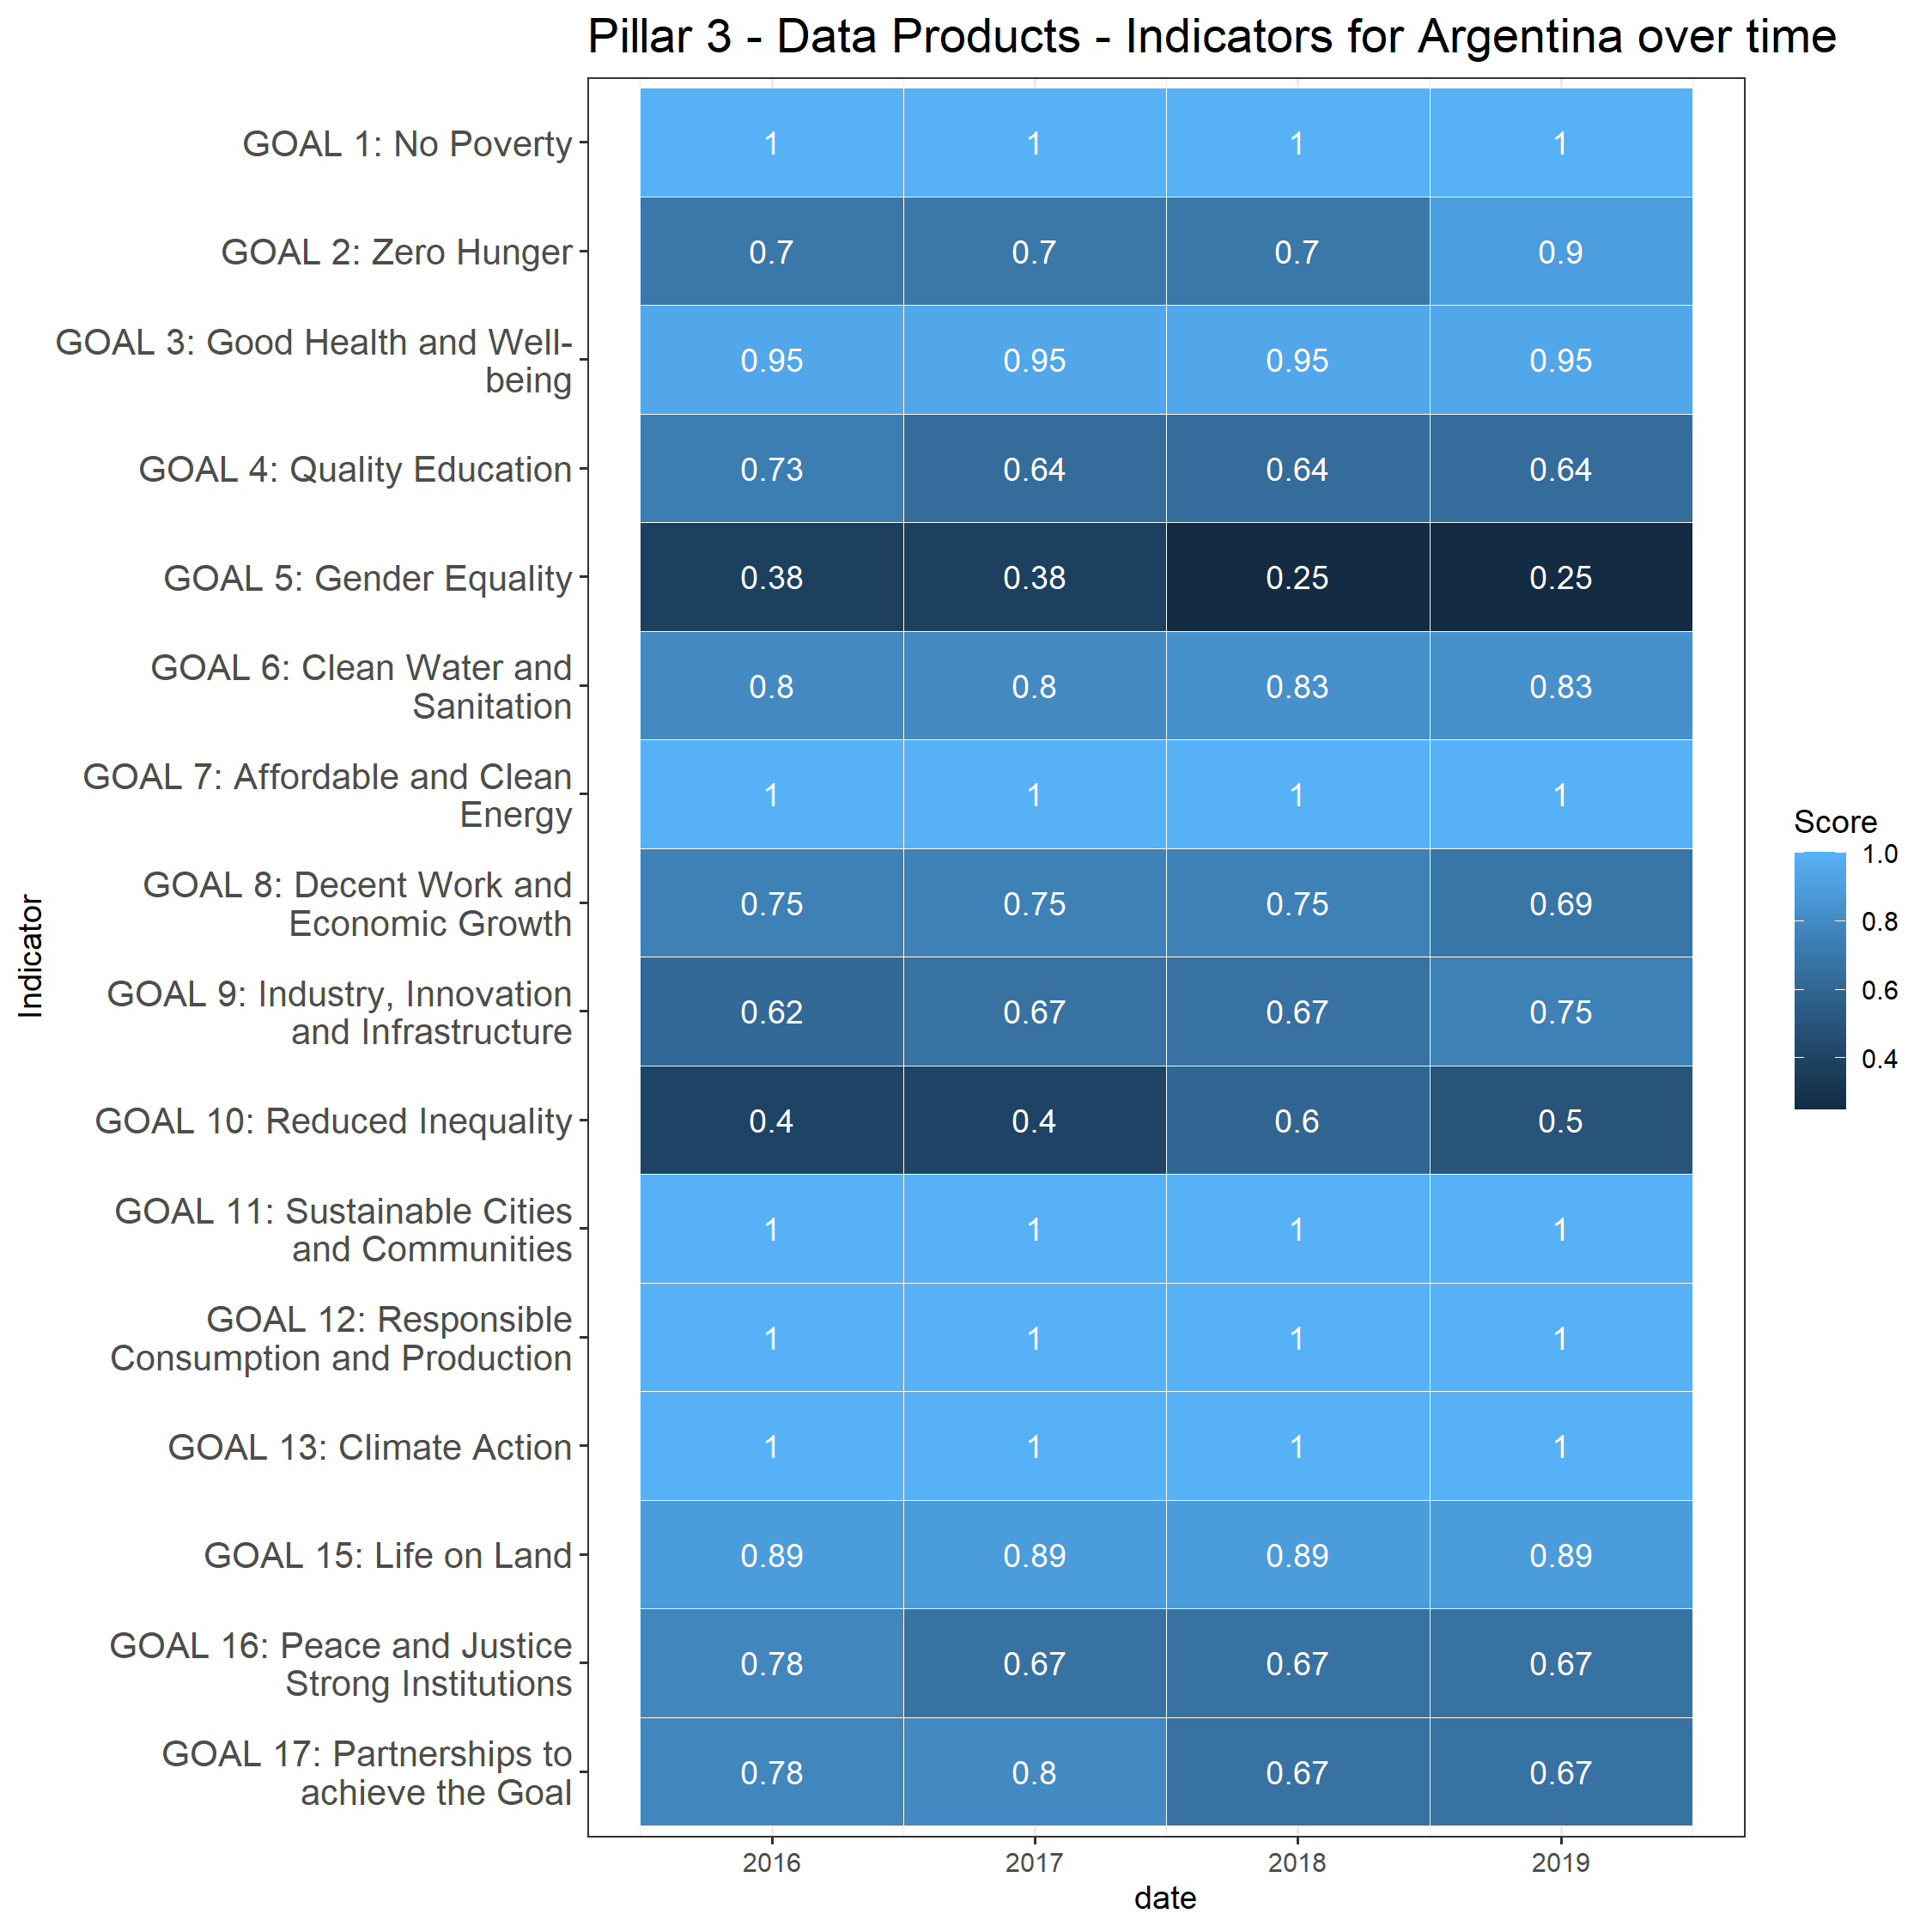 Pillar 3 - Data Products - Indicators for Argentina over time
Indicator
GOAL 1: No Poverty
1 1 1 1
GOAL 2: Zero Hunger
0.7 0.7 0.7 0.9
GOAL 3: Good Health and Well-
being
0.95 0.95 0.95 0.95
GOAL 4: Quality Education
0.73 0.64 0.64 0.64
GOAL 5: Gender Equality
0.38 0.38 0.25 0.25
GOAL 6: Clean Water and
Sanitation
0.8 0.8 0.83 0.83
GOAL 7: Affordable and Clean
Energy
1 1 1 1
GOAL 8: Decent Work and
Economic Growth
0.75 0.75 0.75 0.69
GOAL 9: Industry, Innovation
and Infrastructure
0.62 0.67 0.67 0.75
GOAL 10: Reduced Inequality
0.4 0.4 0.6 0.5
GOAL 11: Sustainable Cities
and Communities
1 1 1 1
GOAL 12: Responsible
Consumption and Production
1 1 1 1
GOAL 13: Climate Action
1 1 1 1
GOAL 15: Life on Land
0.89 0.89 0.89 0.89
GOAL 16: Peace and Justice
Strong Institutions
0.78 0.67 0.67 0.67
GOAL 17: Partnerships to
achieve the Goal
0.78 0.8 0.67 0.67
2016 2017 2018 2019
date
Score
1.0
0.8
0.6
0.4